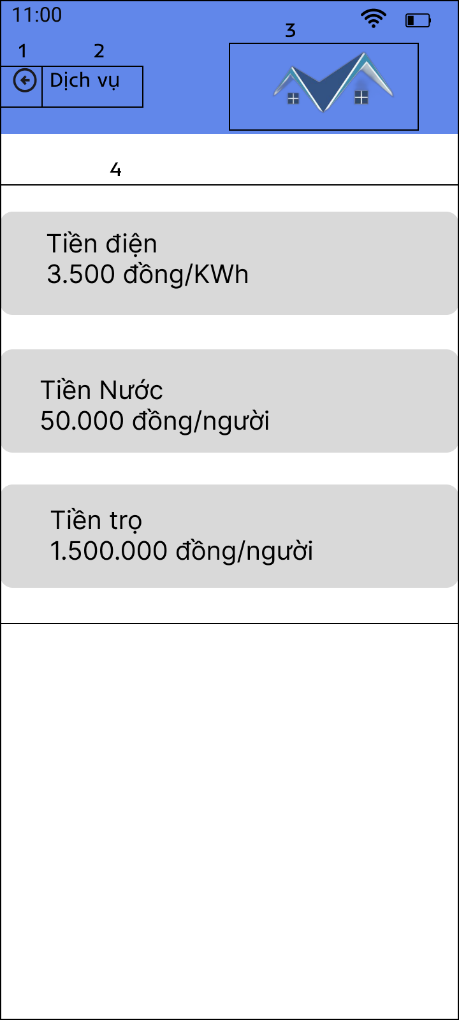 11:00
3
1 2
Dịch vụ
4
Tiền điện
3.500 đồng/KWh
Tiền Nước
50.000 đồng/người
Tiền trọ
1.500.000 đồng/người